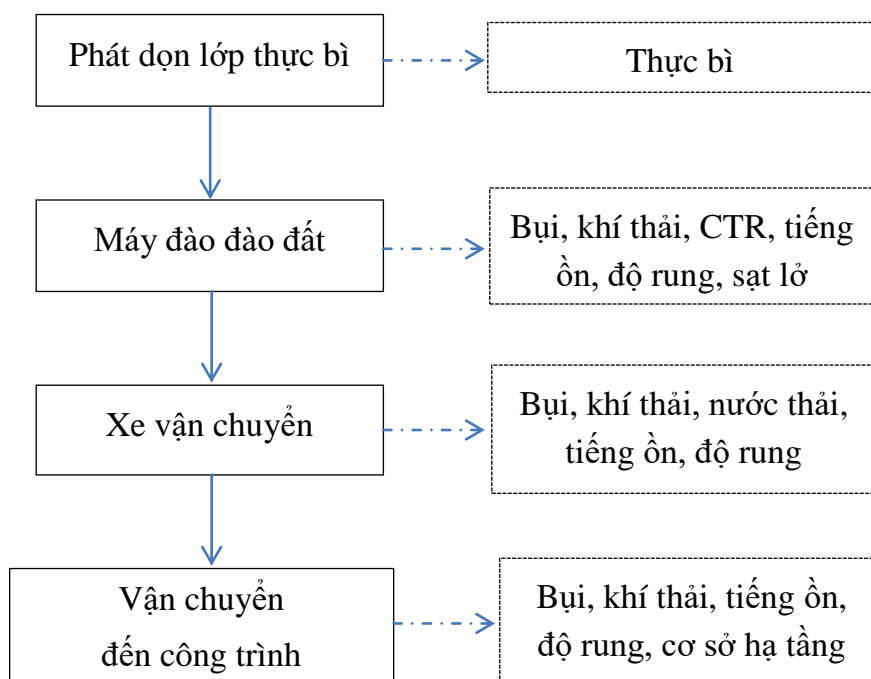 Phát dọn lớp thực bì
Thực bì
Máy đào đào đất
Bụi, khí thải, CTR, tiếng
ồn, độ rung, sạt lở
Xe vận chuyển
Bụi, khí thải, nước thải,
tiếng ồn, độ rung
Vận chuyển
đến công trình
Bụi, khí thải, tiếng ồn,
độ rung, cơ sở hạ tầng